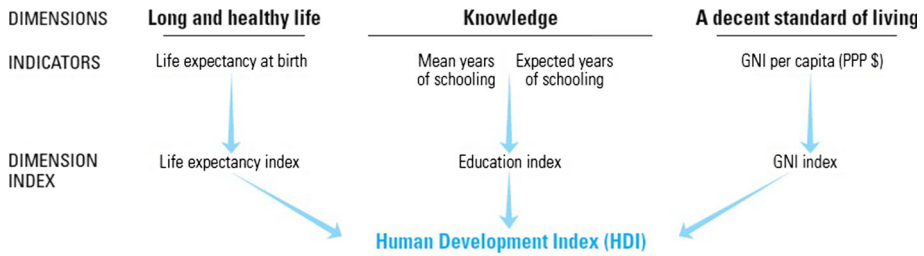 DIMENSIONS Long and healthy life Knowledge A decent standard of living
INDICATORS Life expectancy at birth Mean years Expected years GNI per capita (PPP $)
of schooling of schooling
DIMENSION Life expectancy index Education index GNI index
INDEX
Human Development Index (HDI)